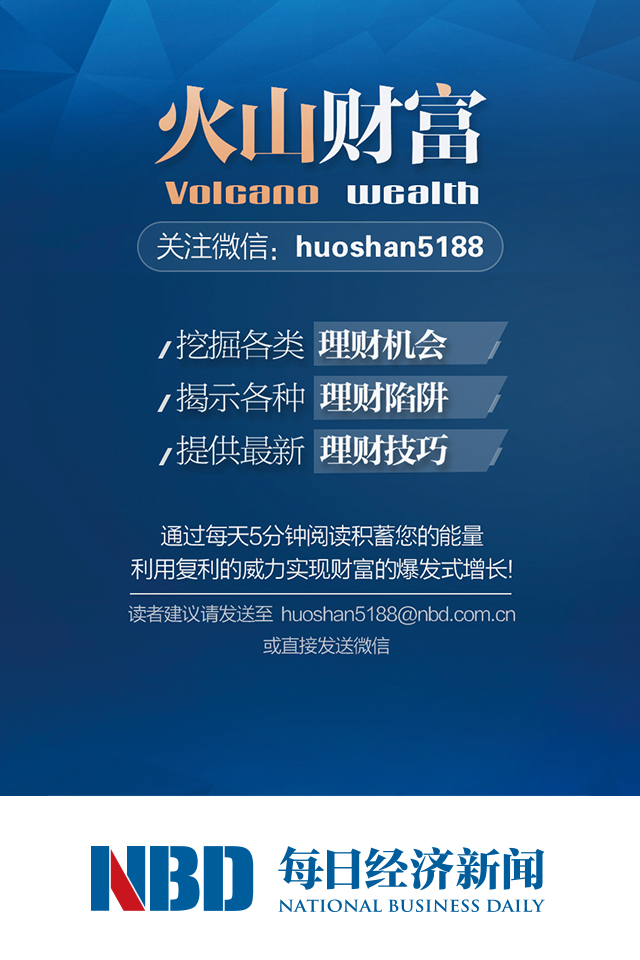 火山财富
Volcano wealth
关注微信：huoshan5188
挖掘各类 理财机会
揭示各种 理财陷阱
提供最新 理财技巧
通过每天5分钟阅读积蓄您的能量
利用复利的威力实现财富的爆发式增长!
读者建议请发送至 huoshan5188@nbd.com.cn
或直接发送微信
NBD 每日经济新闻
NATIONAL BUSINESS DAILY